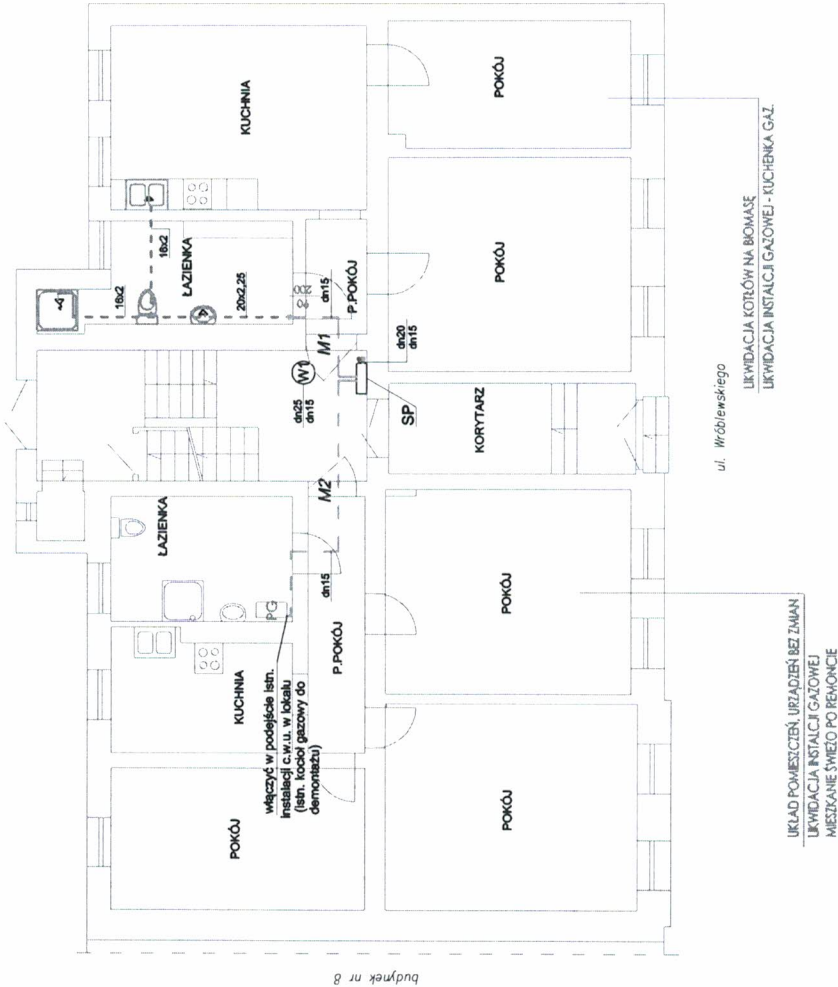 KUCHNIA
POKÓJ
16x2
ŁAZIENKA
16x2
20x2,25
dn15
P.POKÓJ
POKÓJ
M1
W1
dn25
dn15
dn20
dn15
SP
KORYTARZ
M2
ŁAZIENKA
PG
dn15
P.POKÓJ
POKÓJ
KUCHNIA
włączyć w podejście istn.
instalacji c.w.u. w lokalu
(istn. kocioł gazowy do
demontażu)
POKÓJ
POKÓJ
ul. Wróblewskiego
LIKWIDACJA KOTŁÓW NA BIOMASĘ
LIKWIDACJA INSTALCJI GAZOWEJ - KUCHENKA GAZ.
UKŁAD POMIESZCZEŃ, URZĄDZEŃ BEZ ZMIAN
LIKWIDACJA INSTALCJI GAZOWEJ
MIESZKANIE ŚWIEŻO PO REMONCIE
budynek nr 8